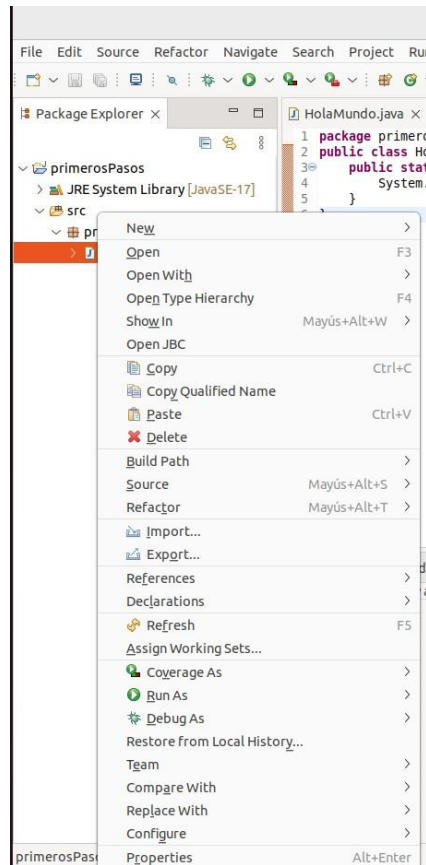 File Edit Source Refactor Navigate Search Project Ru
Package Explorer
HolaMundo.java
1 package primero
2 public class Ho
3 public stat
4 System.
5 }
primerosPasos
JRE System Library [JavaSE-17]
src
pr
New
Open F3
Open With
Open Type Hierarchy F4
Show In Mayús+Alt+W
Open JBC
Copy Ctrl+C
Copy Qualified Name
Paste Ctrl+V
Delete
Build Path
Source Mayús+Alt+S
Refactor Mayús+Alt+T
Import...
Export...
References
Declarations
Refresh F5
Assign Working Sets...
Coverage As
Run As
Debug As
Restore from Local History...
Team
Compare With
Replace With
Configure
Properties Alt+Enter
primerosPas